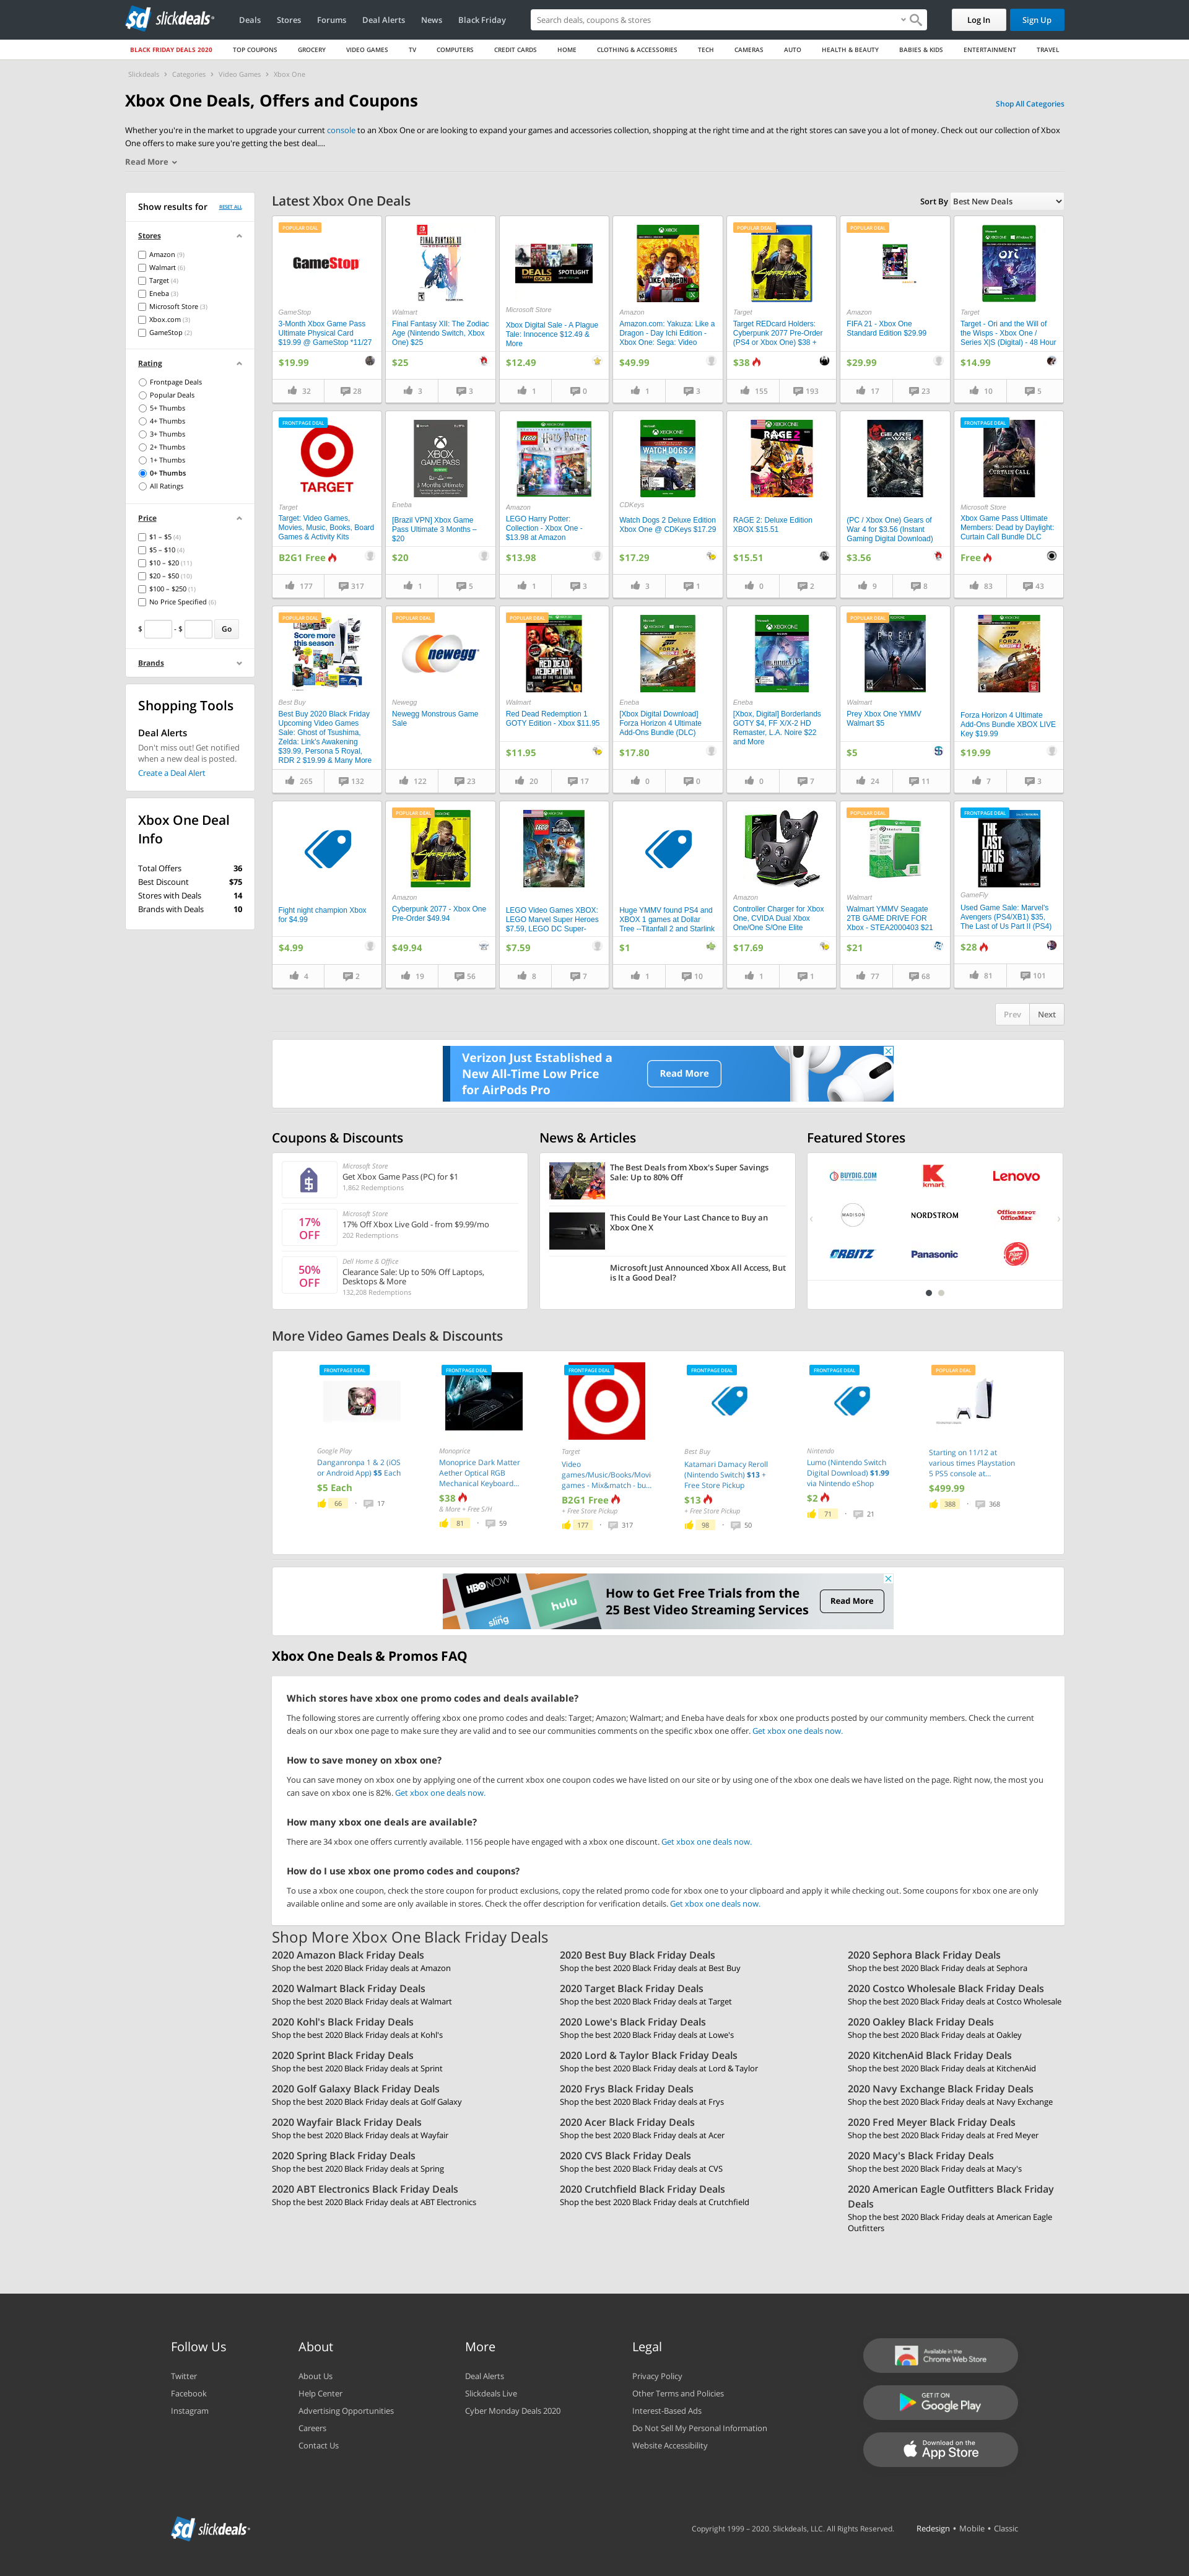 slickdeals
Deals Stores Forums Deal Alerts News Black Friday
Search deals, coupons & stores
Log In
Sign Up
BLACK FRIDAY DEALS 2020 TOP COUPONS GROCERY VIDEO GAMES TV COMPUTERS CREDIT CARDS HOME CLOTHING & ACCESSORIES TECH CAMERAS AUTO HEALTH & BEAUTY BABIES & KIDS ENTERTAINMENT TRAVEL
Slickdeals › Categories › Video Games › Xbox One
Xbox One Deals, Offers and Coupons
Shop All Categories
Whether you're in the market to upgrade your current console to an Xbox One or are looking to expand your games and accessories collection, shopping at the right time and at the right stores can save you a lot of money. Check out our collection of Xbox
One offers to make sure you're getting the best deal....
Read More
Show results for
RESET ALL
Stores
Amazon (9)
Walmart (6)
Target (4)
Eneba (3)
Microsoft Store (3)
Xbox.com (3)
GameStop (2)
Rating
Frontpage Deals
Popular Deals
5+ Thumbs
4+ Thumbs
3+ Thumbs
2+ Thumbs
1+ Thumbs
0+ Thumbs
All Ratings
Price
$1 – $5 (4)
$5 – $10 (4)
$10 – $20 (11)
$20 – $50 (10)
$100 – $250 (1)
No Price Specified (6)
$ - $ Go
Brands
Shopping Tools
Deal Alerts
Don't miss out! Get notified
when a new deal is posted.
Create a Deal Alert
Xbox One Deal
Info
Total Offers 36
Best Discount $75
Stores with Deals 14
Brands with Deals 10
Latest Xbox One Deals
Sort By Best New Deals
POPULAR DEAL
GameStop
GameStop
3-Month Xbox Game Pass
Ultimate Physical Card
$19.99 @ GameStop *11/27
$19.99
32 28
FINAL FANTASY XII
Walmart
Final Fantasy XII: The Zodiac
Age (Nintendo Switch, Xbox
One) $25
$25
3 3
DEALS WITH GOLD SPOTLIGHT
Microsoft Store
Xbox Digital Sale - A Plague
Tale: Innocence $12.49 &
More
$12.49
1 0
Amazon
Amazon.com: Yakuza: Like a
Dragon - Day Ichi Edition -
Xbox One: Sega: Video
$49.99
1 3
POPULAR DEAL
Target
Target REDcard Holders:
Cyberpunk 2077 Pre-Order
(PS4 or Xbox One) $38 +
$38
155 193
POPULAR DEAL
Amazon
FIFA 21 - Xbox One
Standard Edition $29.99
$29.99
17 23
ori
Target
Target - Ori and the Will of
the Wisps - Xbox One /
Series X|S (Digital) - 48 Hour
$14.99
10 5
FRONTPAGE DEAL
TARGET
Target
Target: Video Games,
Movies, Music, Books, Board
Games & Activity Kits
B2G1 Free
177 317
XBOX GAME PASS
Eneba
[Brazil VPN] Xbox Game
Pass Ultimate 3 Months –
$20
$20
1 5
Amazon
LEGO Harry Potter:
Collection - Xbox One -
$13.98 at Amazon
$13.98
1 3
WATCH DOGS 2
CDKeys
Watch Dogs 2 Deluxe Edition
Xbox One @ CDKeys $17.29
$17.29
3 1
RAGE 2
RAGE 2: Deluxe Edition
XBOX $15.51
$15.51
0 2
GEARS OF WAR
(PC / Xbox One) Gears of
War 4 for $3.56 (Instant
Gaming Digital Download)
$3.56
9 8
FRONTPAGE DEAL
CURTAIN CALL
Microsoft Store
Xbox Game Pass Ultimate
Members: Dead by Daylight:
Curtain Call Bundle DLC
Free
83 43
POPULAR DEAL
Score more
this season
Best Buy
Best Buy 2020 Black Friday
Upcoming Video Games
Sale: Ghost of Tsushima,
Zelda: Link's Awakening
$39.99, Persona 5 Royal,
RDR 2 $19.99 & Many More
265 132
POPULAR DEAL
newegg
Newegg
Newegg Monstrous Game
Sale
122 23
POPULAR DEAL
RED DEAD REDEMPTION
Walmart
Red Dead Redemption 1
GOTY Edition - Xbox $11.95
$11.95
20 17
FORZA
Eneba
[Xbox Digital Download]
Forza Horizon 4 Ultimate
Add-Ons Bundle (DLC)
$17.80
0 0
Eneba
[Xbox, Digital] Borderlands
GOTY $4, FF X/X-2 HD
Remaster, L.A. Noire $22
and More
0 7
POPULAR DEAL
PREY
Walmart
Prey Xbox One YMMV
Walmart $5
$5
24 11
FORZA
Forza Horizon 4 Ultimate
Add-Ons Bundle XBOX LIVE
Key $19.99
$19.99
7 3
Fight night champion Xbox
for $4.99
$4.99
4 2
POPULAR DEAL
Amazon
Cyberpunk 2077 - Xbox One
Pre-Order $49.94
$49.94
19 56
LEGO Video Games XBOX:
LEGO Marvel Super Heroes
$7.59, LEGO DC Super-
$7.59
8 7
Huge YMMV found PS4 and
XBOX 1 games at Dollar
Tree --Titanfall 2 and Starlink
$1
1 10
Amazon
Controller Charger for Xbox
One, CVIDA Dual Xbox
One/One S/One Elite
$17.69
1 1
POPULAR DEAL
Walmart
Walmart YMMV Seagate
2TB GAME DRIVE FOR
Xbox - STEA2000403 $21
$21
77 68
FRONTPAGE DEAL
THE LAST OF US PART II
GameFly
Used Game Sale: Marvel's
Avengers (PS4/XB1) $35,
The Last of Us Part II (PS4)
$28
81 101
Prev Next
Verizon Just Established a
New All-Time Low Price
for AirPods Pro
Read More
Coupons & Discounts
Microsoft Store
Get Xbox Game Pass (PC) for $1
1,862 Redemptions
17%
OFF
Microsoft Store
17% Off Xbox Live Gold - from $9.99/mo
202 Redemptions
50%
OFF
Dell Home & Office
Clearance Sale: Up to 50% Off Laptops,
Desktops & More
132,208 Redemptions
News & Articles
The Best Deals from Xbox's Super Savings
Sale: Up to 80% Off
This Could Be Your Last Chance to Buy an
Xbox One X
Microsoft Just Announced Xbox All Access, But
is It a Good Deal?
Featured Stores
BUYDIG.COM kmart Lenovo
MADISON NORDSTROM Office DEPOT OfficeMax
ORBITZ Panasonic Pizza Hut
More Video Games Deals & Discounts
FRONTPAGE DEAL
Google Play
Danganronpa 1 & 2 (iOS
or Android App) $5 Each
$5 Each
66 • 17
FRONTPAGE DEAL
Monoprice
Monoprice Dark Matter
Aether Optical RGB
Mechanical Keyboard...
$38
& More + Free S/H
81 • 59
FRONTPAGE DEAL
Target
Video
games/Music/Books/Movi
games - Mix&match - bu...
B2G1 Free
+ Free Store Pickup
177 • 317
FRONTPAGE DEAL
Best Buy
Katamari Damacy Reroll
(Nintendo Switch) $13 +
Free Store Pickup
$13
+ Free Store Pickup
98 • 50
FRONTPAGE DEAL
Nintendo
Lumo (Nintendo Switch
Digital Download) $1.99
via Nintendo eShop
$2
71 • 21
POPULAR DEAL
Starting on 11/12 at
various times Playstation
5 PS5 console at...
$499.99
388 • 368
HBO NOW
hulu
sling
How to Get Free Trials from the
25 Best Video Streaming Services
Read More
Xbox One Deals & Promos FAQ
Which stores have xbox one promo codes and deals available?
The following stores are currently offering xbox one promo codes and deals: Target; Amazon; Walmart; and Eneba have deals for xbox one products posted by our community members. Check the current
deals on our xbox one page to make sure they are valid and to see our communities comments on the specific xbox one offer. Get xbox one deals now.
How to save money on xbox one?
You can save money on xbox one by applying one of the current xbox one coupon codes we have listed on our site or by using one of the xbox one deals we have listed on the page. Right now, the most you
can save on xbox one is 82%. Get xbox one deals now.
How many xbox one deals are available?
There are 34 xbox one offers currently available. 1156 people have engaged with a xbox one discount. Get xbox one deals now.
How do I use xbox one promo codes and coupons?
To use a xbox one coupon, check the store coupon for product exclusions, copy the related promo code for xbox one to your clipboard and apply it while checking out. Some coupons for xbox one are only
available online and some are only available in stores. Check the offer description for verification details. Get xbox one deals now.
Shop More Xbox One Black Friday Deals
2020 Amazon Black Friday Deals
Shop the best 2020 Black Friday deals at Amazon
2020 Best Buy Black Friday Deals
Shop the best 2020 Black Friday deals at Best Buy
2020 Sephora Black Friday Deals
Shop the best 2020 Black Friday deals at Sephora
2020 Walmart Black Friday Deals
Shop the best 2020 Black Friday deals at Walmart
2020 Target Black Friday Deals
Shop the best 2020 Black Friday deals at Target
2020 Costco Wholesale Black Friday Deals
Shop the best 2020 Black Friday deals at Costco Wholesale
2020 Kohl's Black Friday Deals
Shop the best 2020 Black Friday deals at Kohl's
2020 Lowe's Black Friday Deals
Shop the best 2020 Black Friday deals at Lowe's
2020 Oakley Black Friday Deals
Shop the best 2020 Black Friday deals at Oakley
2020 Sprint Black Friday Deals
Shop the best 2020 Black Friday deals at Sprint
2020 Lord & Taylor Black Friday Deals
Shop the best 2020 Black Friday deals at Lord & Taylor
2020 KitchenAid Black Friday Deals
Shop the best 2020 Black Friday deals at KitchenAid
2020 Golf Galaxy Black Friday Deals
Shop the best 2020 Black Friday deals at Golf Galaxy
2020 Frys Black Friday Deals
Shop the best 2020 Black Friday deals at Frys
2020 Navy Exchange Black Friday Deals
Shop the best 2020 Black Friday deals at Navy Exchange
2020 Wayfair Black Friday Deals
Shop the best 2020 Black Friday deals at Wayfair
2020 Acer Black Friday Deals
Shop the best 2020 Black Friday deals at Acer
2020 Fred Meyer Black Friday Deals
Shop the best 2020 Black Friday deals at Fred Meyer
2020 Spring Black Friday Deals
Shop the best 2020 Black Friday deals at Spring
2020 CVS Black Friday Deals
Shop the best 2020 Black Friday deals at CVS
2020 Macy's Black Friday Deals
Shop the best 2020 Black Friday deals at Macy's
2020 ABT Electronics Black Friday Deals
Shop the best 2020 Black Friday deals at ABT Electronics
2020 Crutchfield Black Friday Deals
Shop the best 2020 Black Friday deals at Crutchfield
2020 American Eagle Outfitters Black Friday
Deals
Shop the best 2020 Black Friday deals at American Eagle
Outfitters
Follow Us
Twitter
Facebook
Instagram
About
About Us
Help Center
Advertising Opportunities
Careers
Contact Us
More
Deal Alerts
Slickdeals Live
Cyber Monday Deals 2020
Legal
Privacy Policy
Other Terms and Policies
Interest-Based Ads
Do Not Sell My Personal Information
Website Accessibility
Available in the
Chrome Web Store
GET IT ON
Google Play
Download on the
App Store
slickdeals
Copyright 1999 – 2020. Slickdeals, LLC. All Rights Reserved.
Redesign • Mobile • Classic